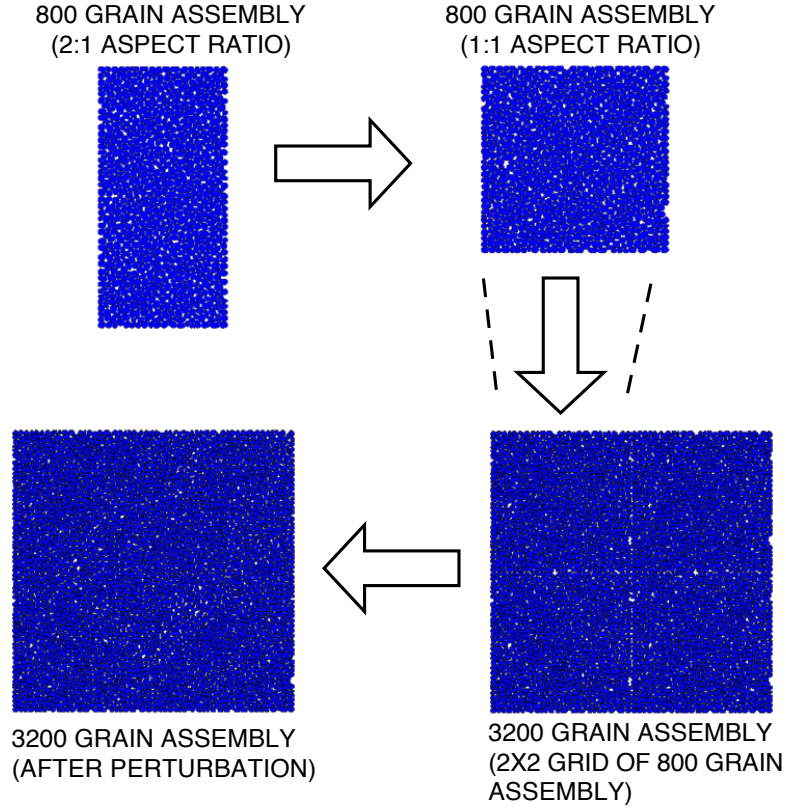 800 GRAIN ASSEMBLY
(2:1 ASPECT RATIO)
800 GRAIN ASSEMBLY
(1:1 ASPECT RATIO)
3200 GRAIN ASSEMBLY
(AFTER PERTURBATION)
3200 GRAIN ASSEMBLY
(2X2 GRID OF 800 GRAIN
ASSEMBLY)